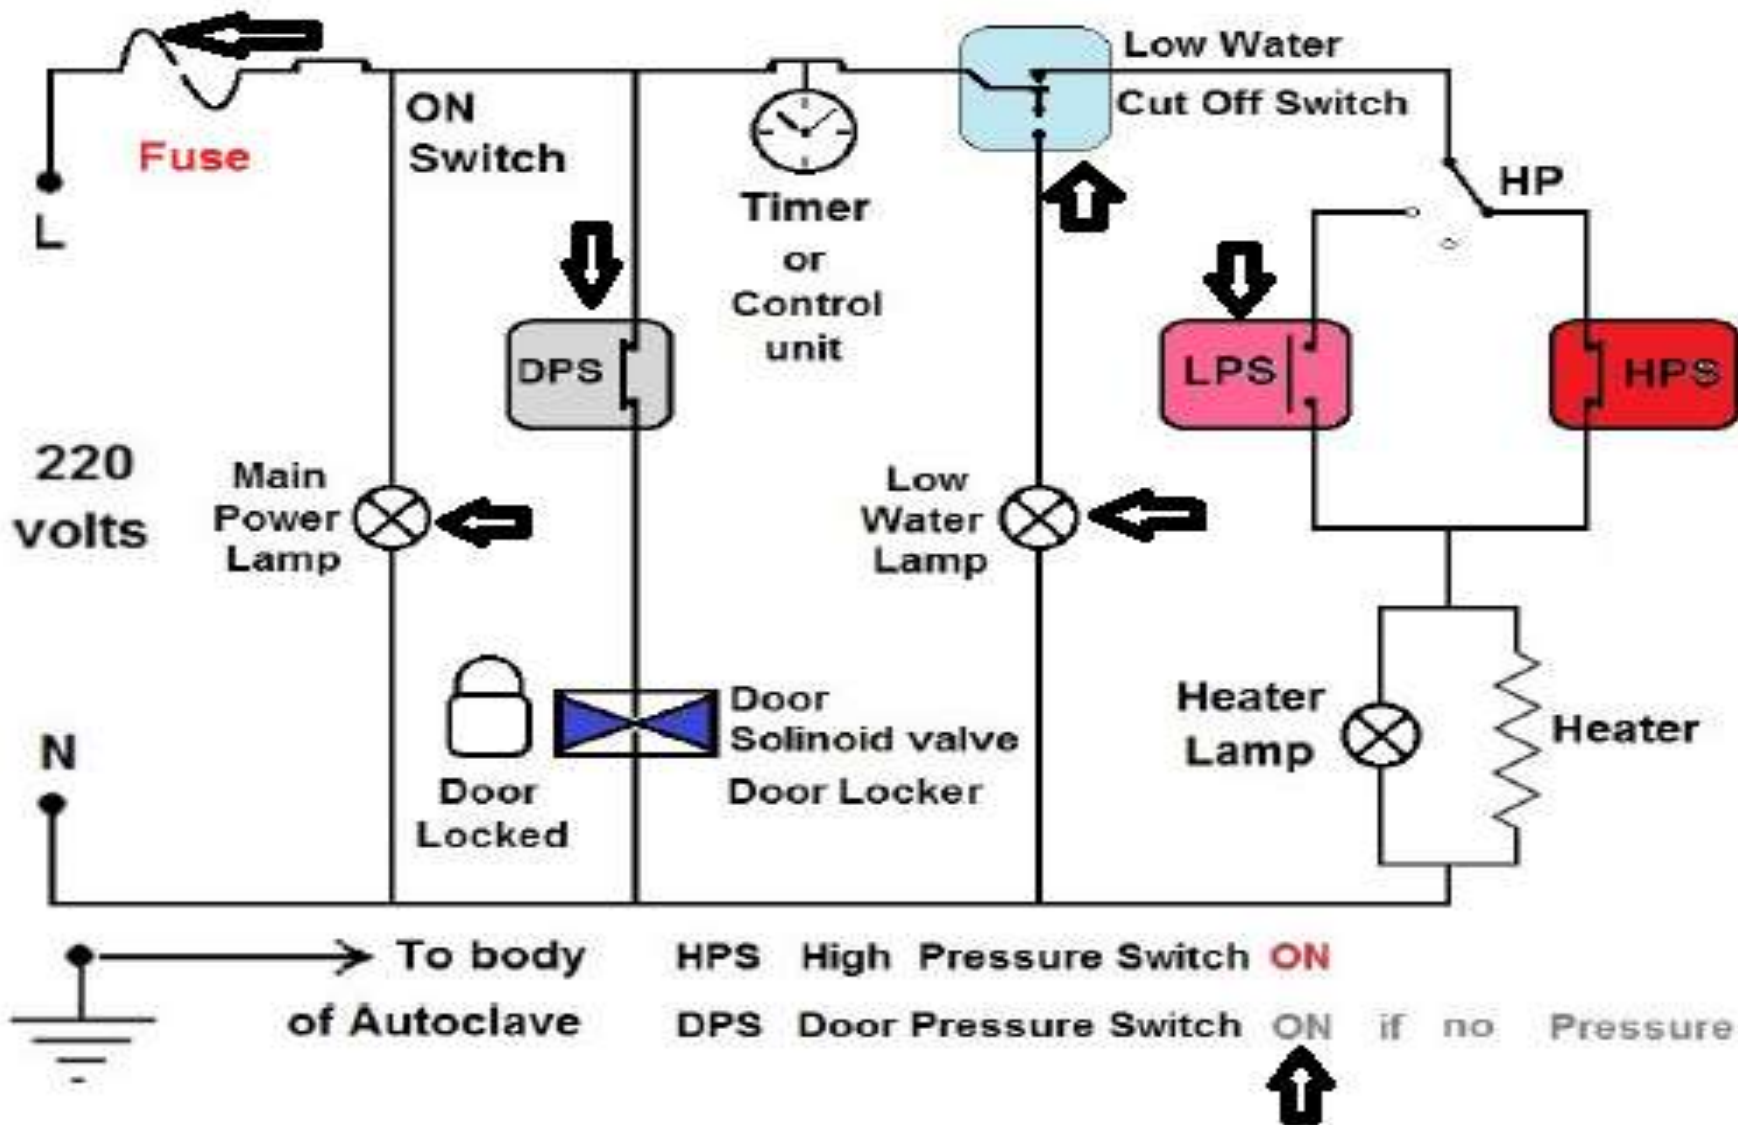 Low Water
Cut Off Switch
Fuse
ON
Switch
L
HP
Timer
or
Control
unit
DPS
LPS
HPS
220
volts
Main
Power
Lamp
Low
Water
Lamp
N
Door
Solinoid valve
Door Locker
Door
Locked
Heater
Lamp
Heater
To body
of Autoclave
HPS High Pressure Switch ON
DPS Door Pressure Switch ON if no Pressure